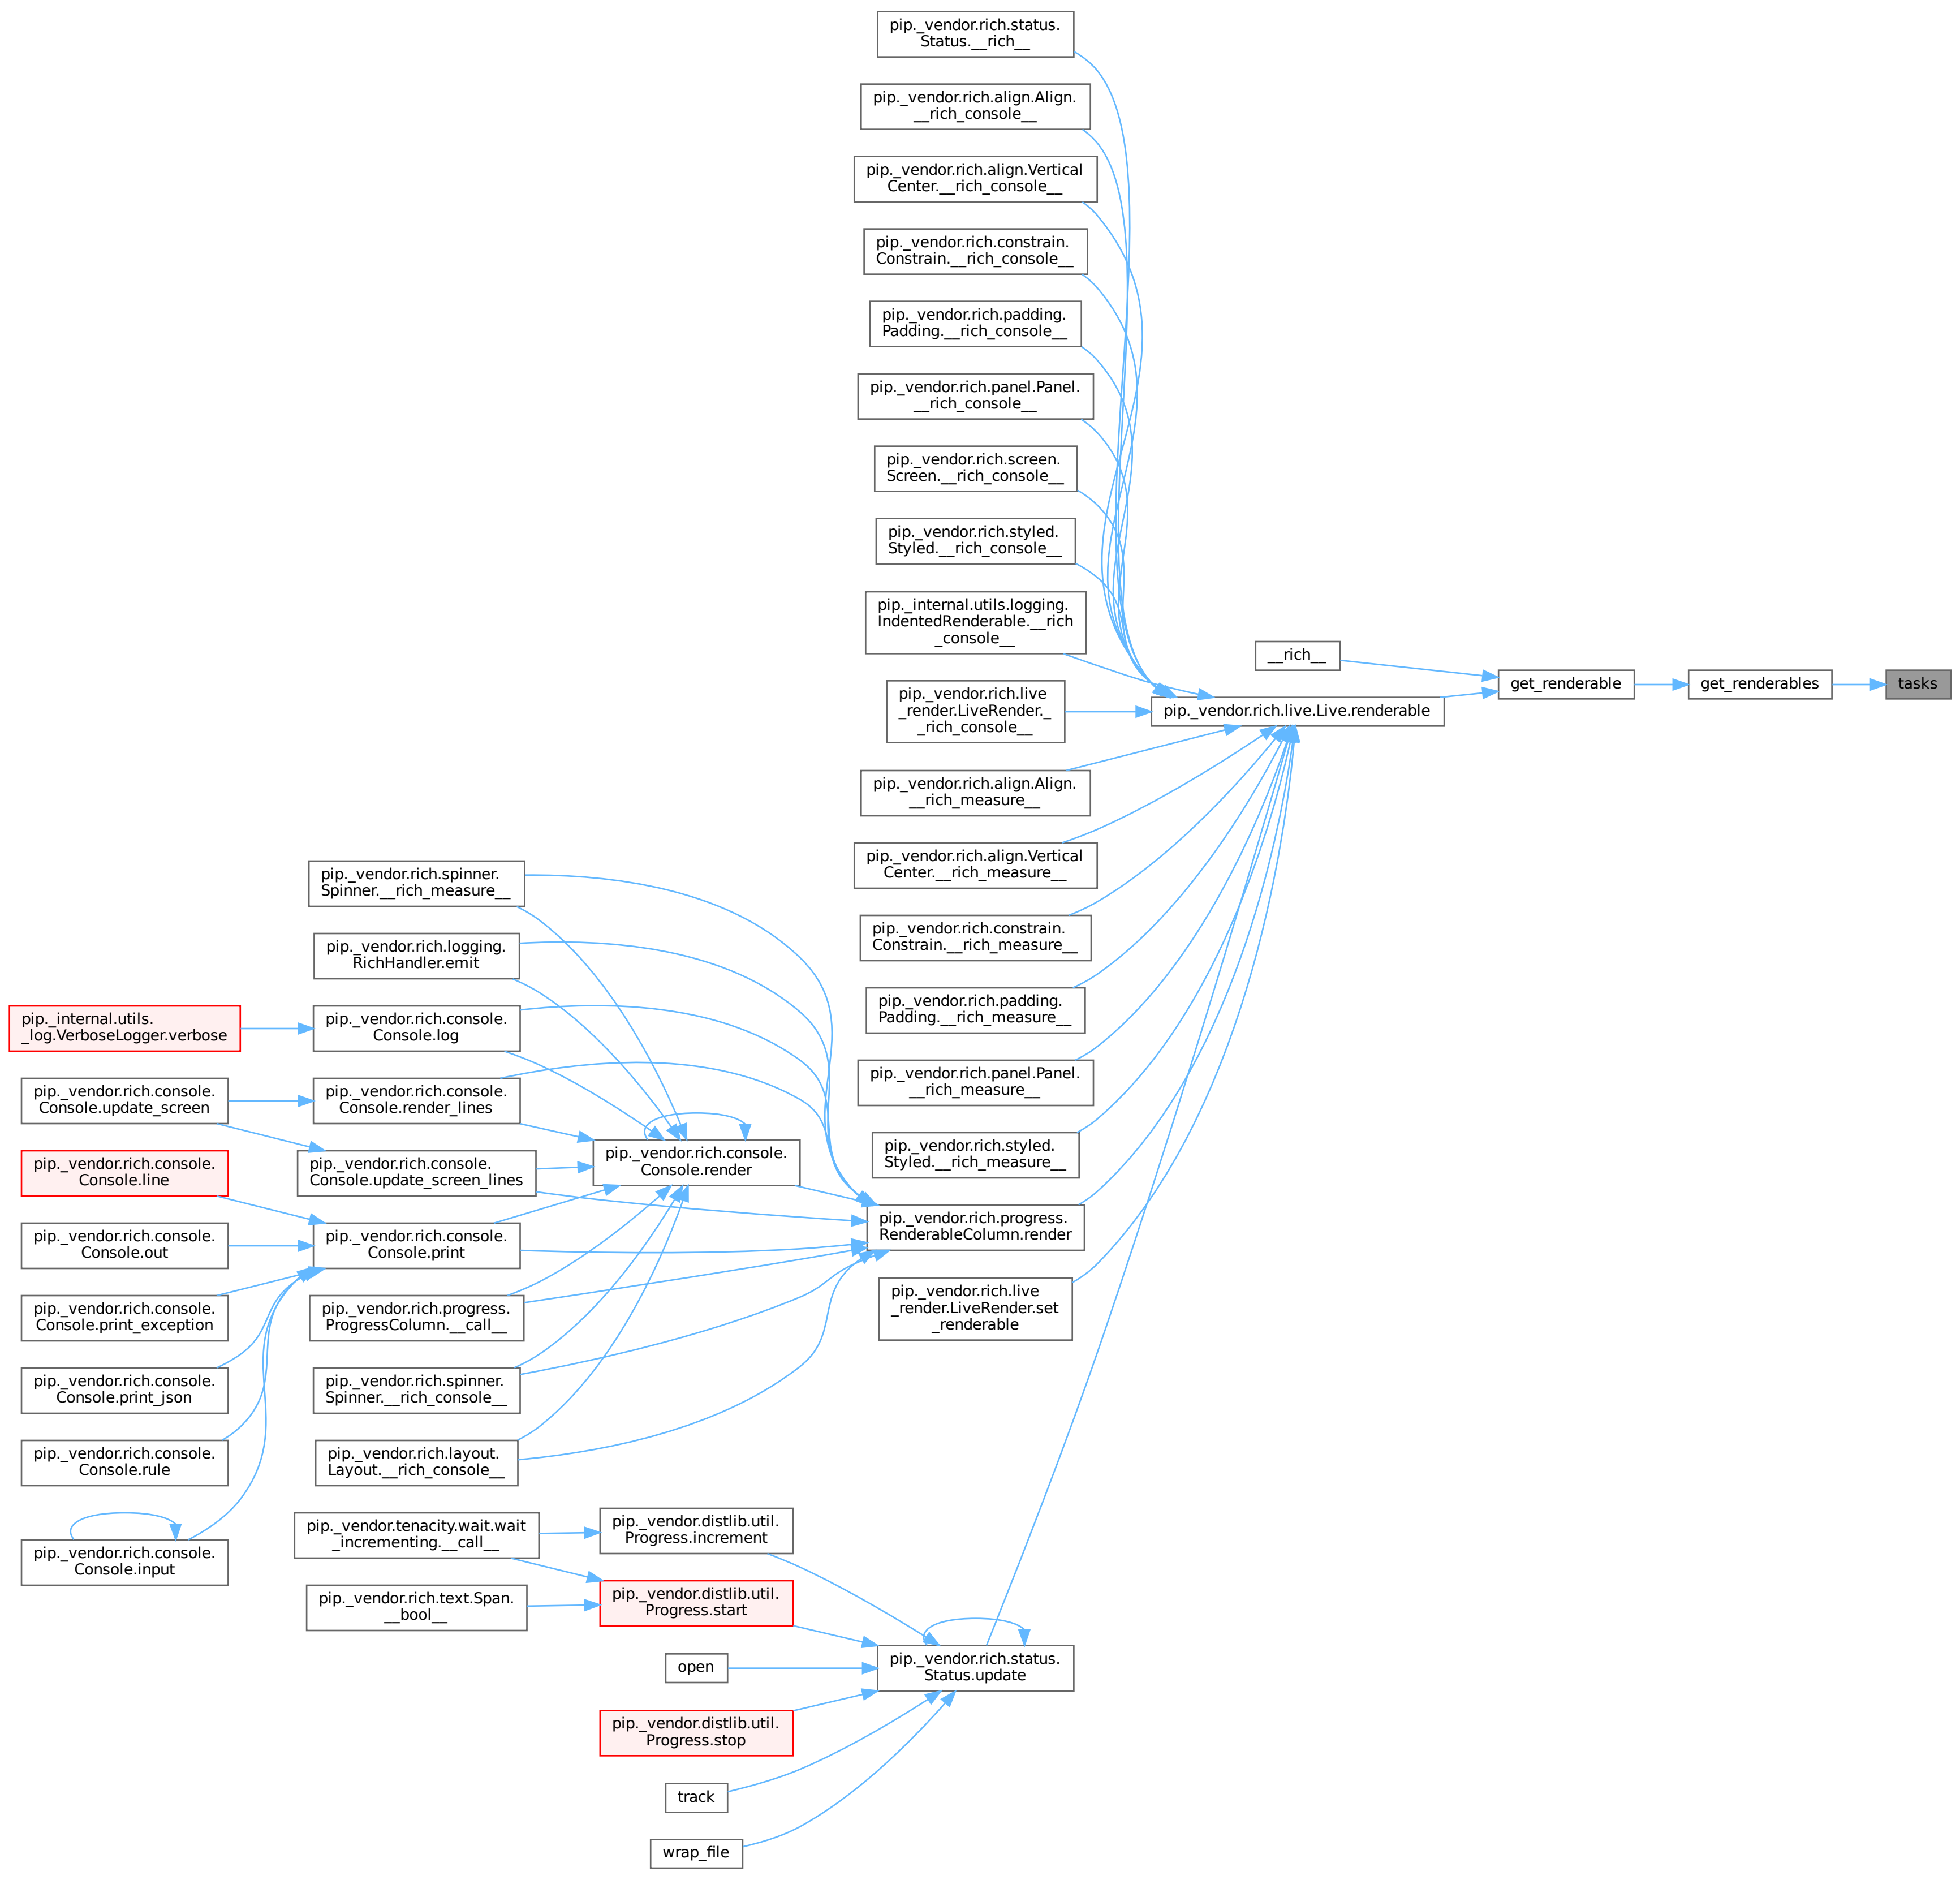 pip._vendor.rich.status.
Status.__rich__
pip._vendor.rich.align.Align.
__rich_console__
pip._vendor.rich.align.Vertical
Center.__rich_console__
pip._vendor.rich.constrain.
Constrain.__rich_console__
pip._vendor.rich.padding.
Padding.__rich_console__
pip._vendor.rich.panel.Panel.
__rich_console__
pip._vendor.rich.screen.
Screen.__rich_console__
pip._vendor.rich.styled.
Styled.__rich_console__
pip._internal.utils.logging.
IndentedRenderable.__rich
_console__
pip._vendor.rich.live
_render.LiveRender._
_rich_console__
pip._vendor.rich.align.Align.
__rich_measure__
pip._vendor.rich.align.Vertical
Center.__rich_measure__
pip._vendor.rich.constrain.
Constrain.__rich_measure__
pip._vendor.rich.padding.
Padding.__rich_measure__
pip._vendor.rich.panel.Panel.
__rich_measure__
pip._vendor.rich.styled.
Styled.__rich_measure__
pip._vendor.rich.progress.
RenderableColumn.render
pip._vendor.rich.live
_render.LiveRender.set
_renderable
pip._vendor.rich.status.
Status.update
__rich__
pip._vendor.rich.live.Live.renderable
get_renderable
get_renderables
tasks
pip._vendor.rich.spinner.
Spinner.__rich_measure__
pip._vendor.rich.logging.
RichHandler.emit
pip._vendor.rich.console.
Console.log
pip._vendor.rich.console.
Console.render_lines
pip._vendor.rich.console.
Console.update_screen_lines
pip._vendor.rich.console.
Console.print
pip._vendor.rich.progress.
ProgressColumn.__call__
pip._vendor.rich.spinner.
Spinner.__rich_console__
pip._vendor.rich.layout.
Layout.__rich_console__
pip._vendor.rich.console.
Console.render
pip._internal.utils.
_log.VerboseLogger.verbose
pip._vendor.rich.console.
Console.update_screen
pip._vendor.rich.console.
Console.line
pip._vendor.rich.console.
Console.out
pip._vendor.rich.console.
Console.print_exception
pip._vendor.rich.console.
Console.print_json
pip._vendor.rich.console.
Console.rule
pip._vendor.rich.console.
Console.input
pip._vendor.tenacity.wait.wait
_incrementing.__call__
pip._vendor.rich.text.Span.
__bool__
pip._vendor.distlib.util.
Progress.increment
pip._vendor.distlib.util.
Progress.start
open
pip._vendor.distlib.util.
Progress.stop
track
wrap_file